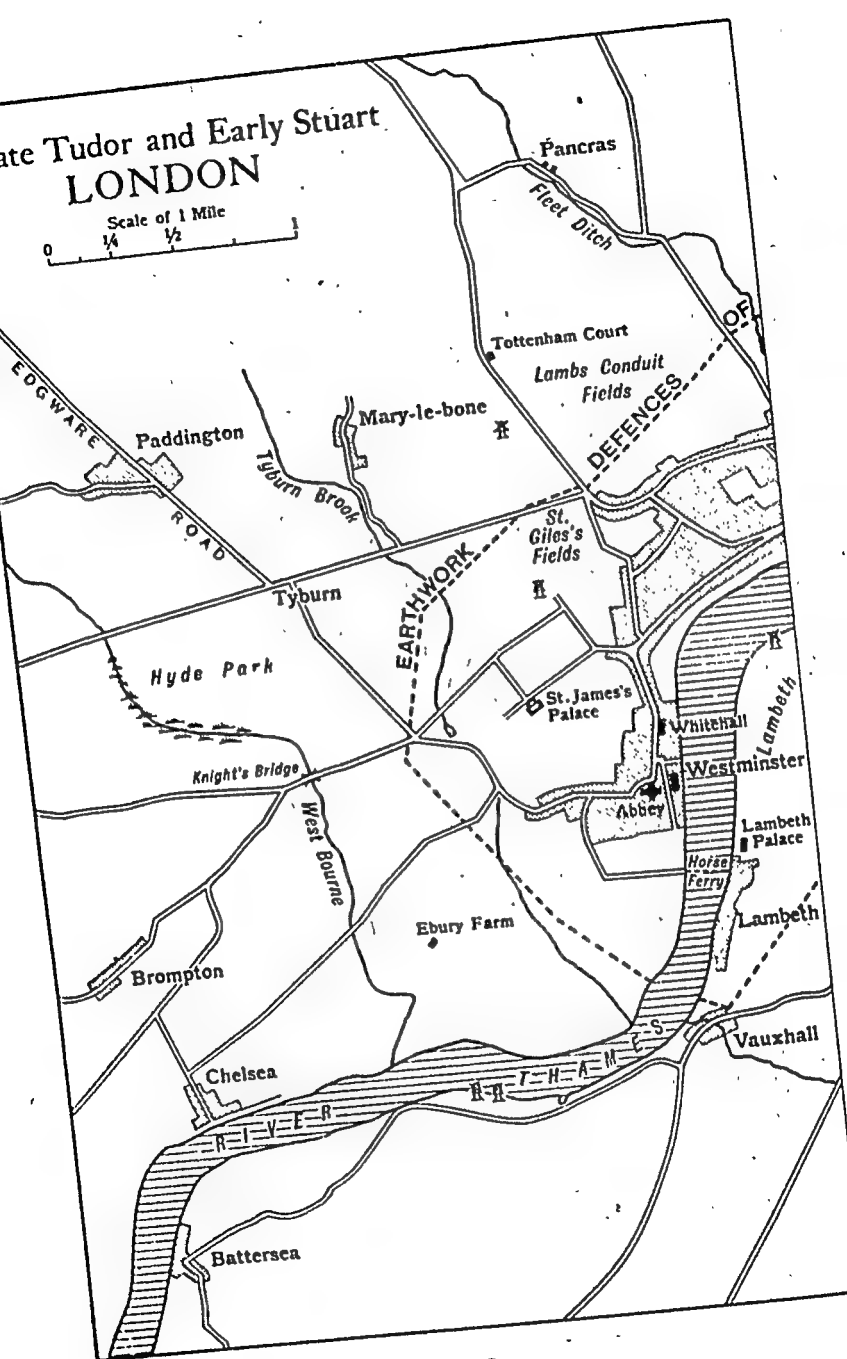 ate Tudor and Early Stuart
LONDON
Scale of 1 Mile
0 ¼ ½ 1
Pancras
Fleet Ditch
Tottenham Court
Lambs Conduit
Fields
EDGWARE
ROAD
Paddington
Mary-le-bone
Tyburn Brook
EARTHWORK
DEFENCES
OF
St.
Giles's
Fields
Tyburn
Hyde Park
St. James's
Palace
Whitehall
Lambeth
Westminster
Abbey
Knight's Bridge
West Bourne
Lambeth
Palace
Horse
Ferry
Lambeth
Ebury Farm
Brompton
Vauxhall
Chelsea
RIVER
THAMES
Battersea